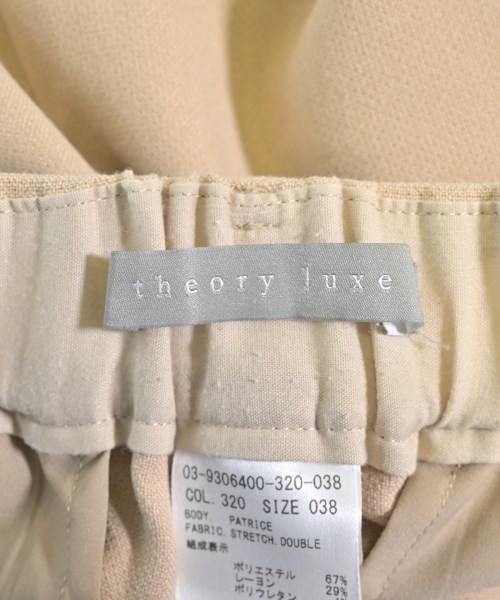 theory luxe
03-9306400-320-038
COL. 320 SIZE 038
BODY. PATRICE
FABRIC. STRETCH. DOUBLE
組成表示
ポリエステル 67%
レーヨン 29%
ポリウレタン